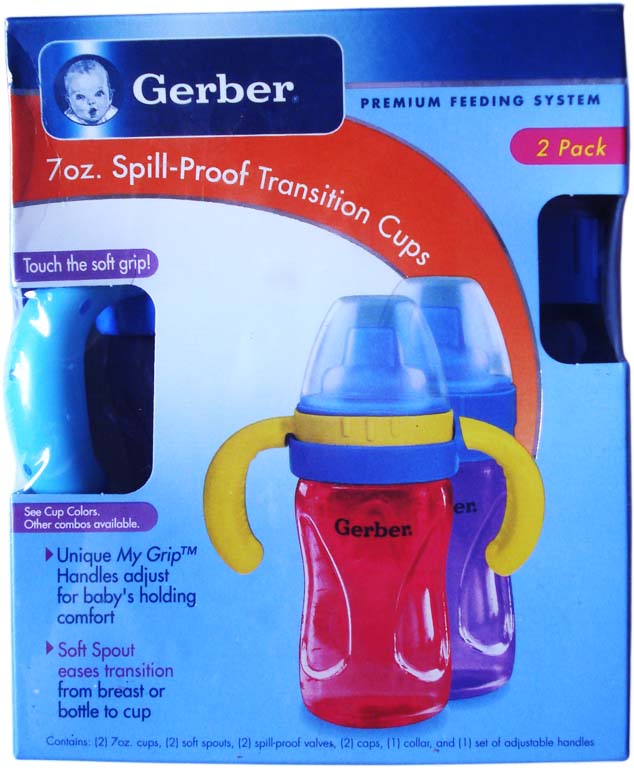 Gerber®
PREMIUM FEEDING SYSTEM
2 Pack
7oz. Spill-Proof Transition Cups
Touch the soft grip!
See Cup Colors.
Other combos available.
Gerber®
er®
Unique My Grip™
Handles adjust
for baby's holding
comfort
Soft Spout
eases transition
from breast or
bottle to cup
Contains: (2) 7oz. cups, (2) soft spouts, (2) spill-proof valves, (2) caps, (1) collar, and (1) set of adjustable handles